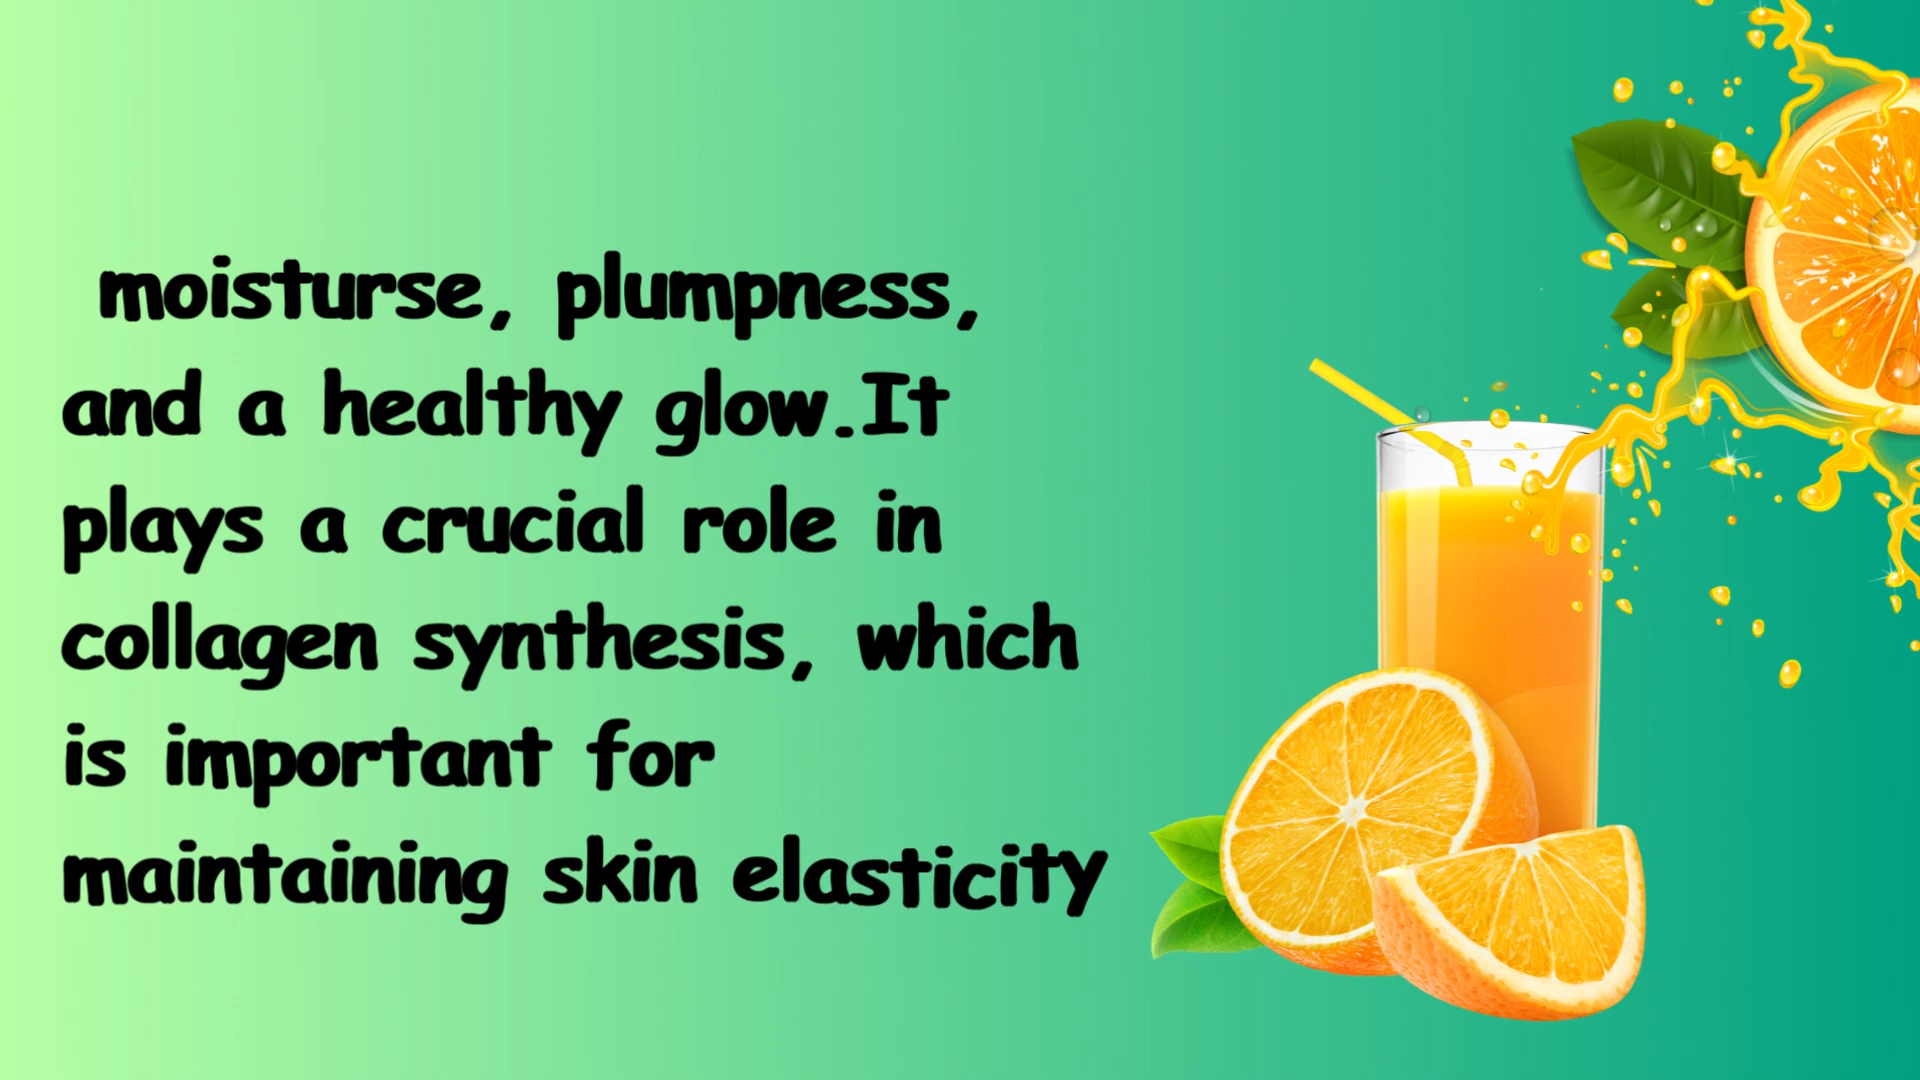 moisturse, plumpness,
and a healthy glow.It
plays a crucial role in
collagen synthesis, which
is important for
maintaining skin elasticity